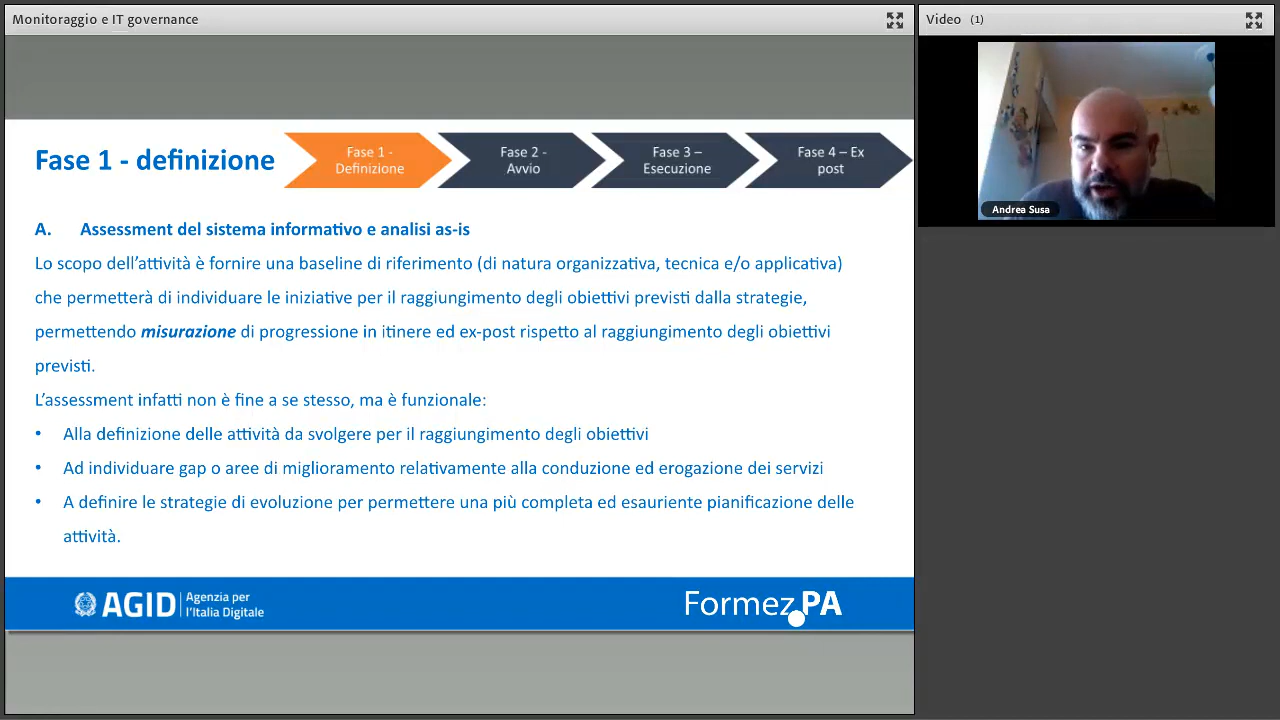 Monitoraggio e IT governance
Video (1)
Fase 1 - definizione
Fase 1 -
Definizione
Fase 2 -
Avvio
Fase 3 –
Esecuzione
Fase 4 – Ex
post
Andrea Susa
A. Assessment del sistema informativo e analisi as-is
Lo scopo dell'attività è fornire una baseline di riferimento (di natura organizzativa, tecnica e/o applicativa)
che permetterà di individuare le iniziative per il raggiungimento degli obiettivi previsti dalla strategie,
permettendo misurazione di progressione in itinere ed ex-post rispetto al raggiungimento degli obiettivi
previsti.
L'assessment infatti non è fine a se stesso, ma è funzionale:
• Alla definizione delle attività da svolgere per il raggiungimento degli obiettivi
• Ad individuare gap o aree di miglioramento relativamente alla conduzione ed erogazione dei servizi
• A definire le strategie di evoluzione per permettere una più completa ed esauriente pianificazione delle
attività.
AGID
Agenzia per
l'Italia Digitale
Formez PA